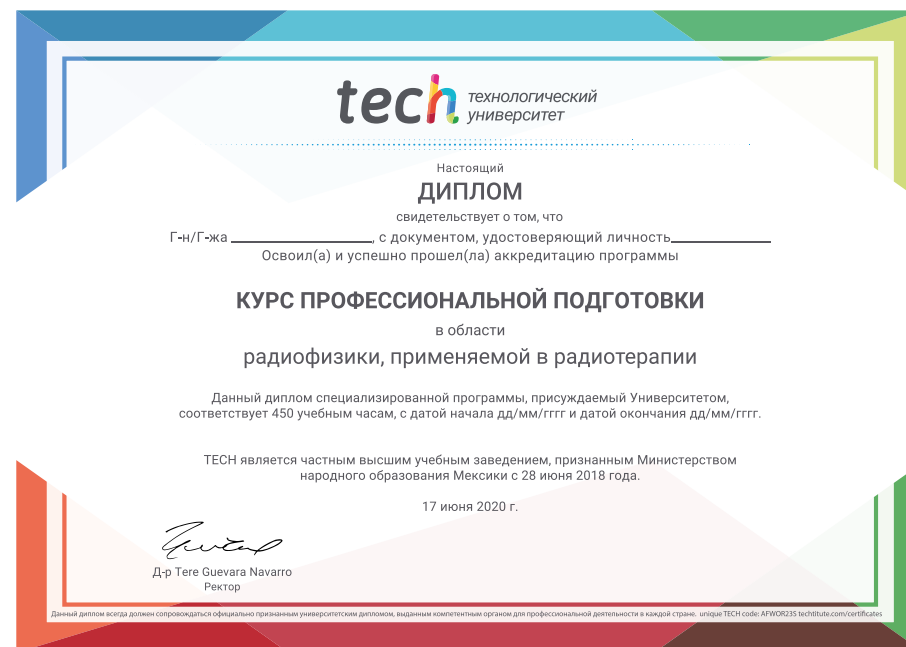 tech технологический университет
Настоящий
ДИПЛОМ
свидетельствует о том, что
Г-н/Г-жа ____________________, с документом, удостоверяющий личность______________
Освоил(а) и успешно прошел(ла) аккредитацию программы
КУРС ПРОФЕССИОНАЛЬНОЙ ПОДГОТОВКИ
в области
радиофизики, применяемой в радиотерапии
Данный диплом специализированной программы, присуждаемый Университетом,
соответствует 450 учебным часам, с датой начала дд/мм/гггг и датой окончания дд/мм/гггг.
TECH является частным высшим учебным заведением, признанным Министерством
народного образования Мексики с 28 июня 2018 года.
17 июня 2020 г.
Д-р Tere Guevara Navarro
Ректор
Данный диплом всегда должен сопровождаться официально признанным университетским дипломом, выданным компетентным органом для профессиональной деятельности в каждой стране. unique TECH code: AFWOR23S techtitute.com/certificates